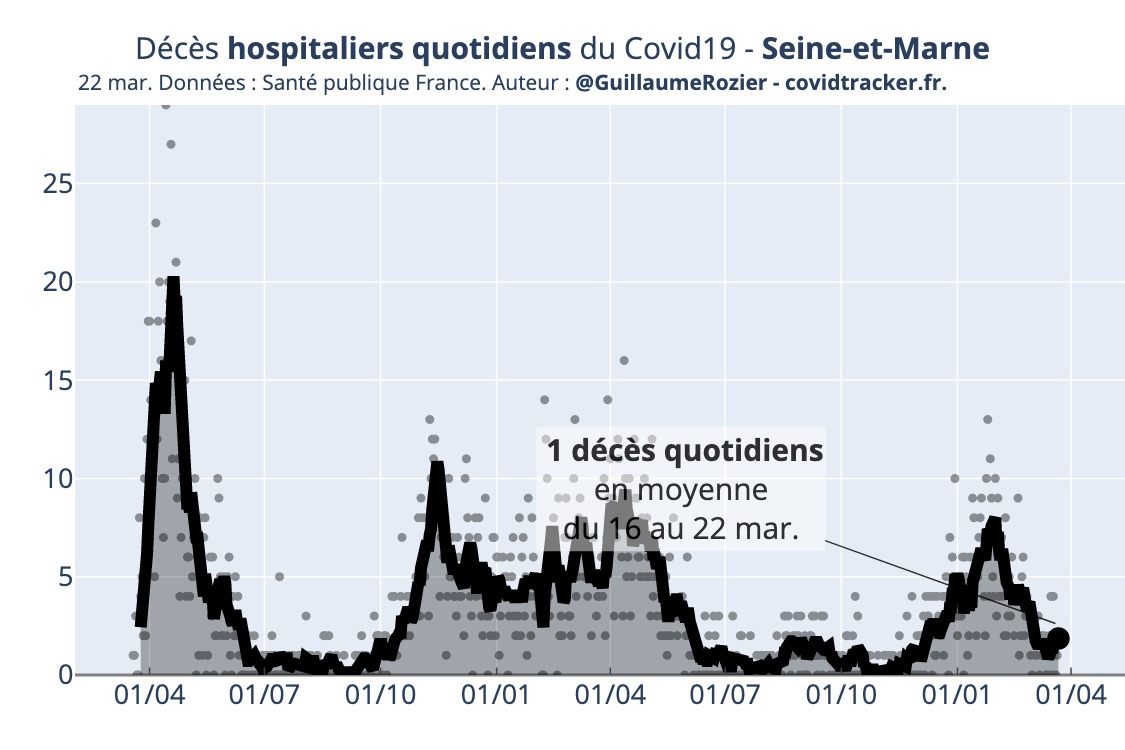 Décès hospitaliers quotidiens du Covid19 - Seine-et-Marne
22 mar. Données : Santé publique France. Auteur : @GuillaumeRozier - covidtracker.fr.
25
20
15
10
5
0
1 décès quotidiens
en moyenne
du 16 au 22 mar.
01/04 01/07 01/10 01/01 01/04 01/07 01/10 01/01 01/04